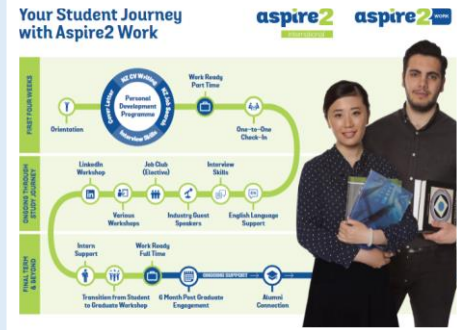 Your Student Journey
with Aspire2 Work
aspire2
international
aspire2 WORK
FIRST FOUR WEEKS
Orientation
Cover Letter
NZ CV Writing
NZ Job Search
Interview Skills
Personal
Development
Programme
Work Ready
Part Time
One-to-One
Check-In
ONGOING THROUGH
STUDY JOURNEY
LinkedIn
Workshop
Various
Workshops
Job Club
(Elective)
Industry Guest
Speakers
Interview
Skills
English Language
Support
FINAL TERM
& BEYOND
Intern
Support
Transition from Student
to Graduate Workshop
Work Ready
Full Time
6 Month Post Graduate
Engagement
ONGOING SUPPORT
Alumni
Connection